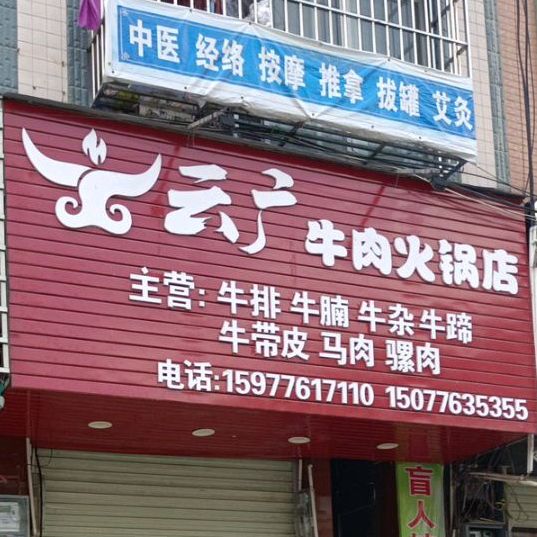 中医 经络 按摩 推拿 拔罐 艾灸
云广牛肉火锅店
主营:牛排 牛腩 牛杂 牛蹄
牛带皮 马肉 骡肉
电话:15977617110 15077635355
盲人